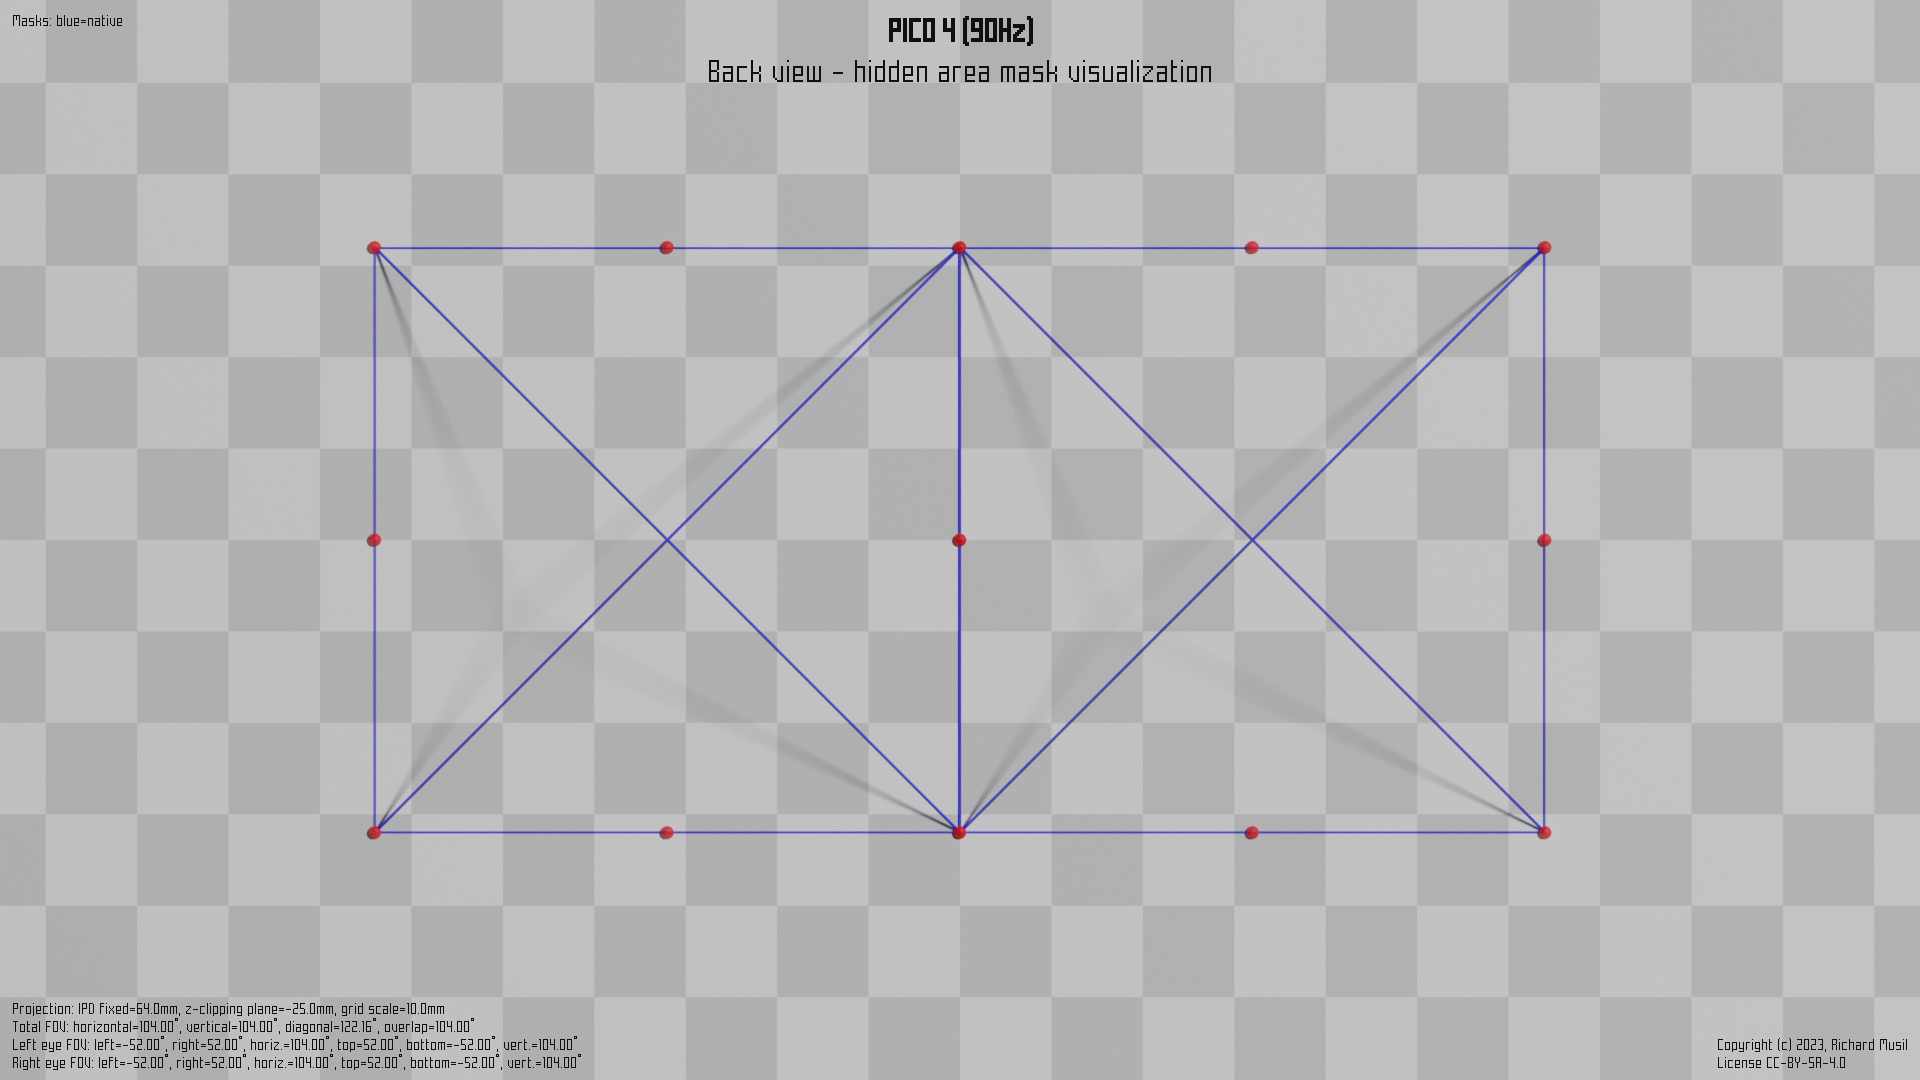 Masks: blue=native
PICO 4 (90Hz)
Back view - hidden area mask visualization
Projection: IPD fixed=64.0mm, z-clipping plane=-25.0mm, grid scale=10.0mm
Total FOV: horizontal=104.00°, vertical=104.00°, diagonal=122.16°, overlap=104.00°
Left eye FOV: left=-52.00°, right=52.00°, horiz.=104.00°, top=52.00°, bottom=-52.00°, vert.=104.00°
Right eye FOV: left=-52.00°, right=52.00°, horiz.=104.00°, top=52.00°, bottom=-52.00°, vert.=104.00°
Copyright (c) 2023, Richard Musil
License CC-BY-SA-4.0